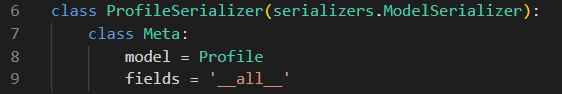 6 class ProfileSerializer(serializers.ModelSerializer):
7     class Meta:
8         model = Profile
9         fields = '__all__'